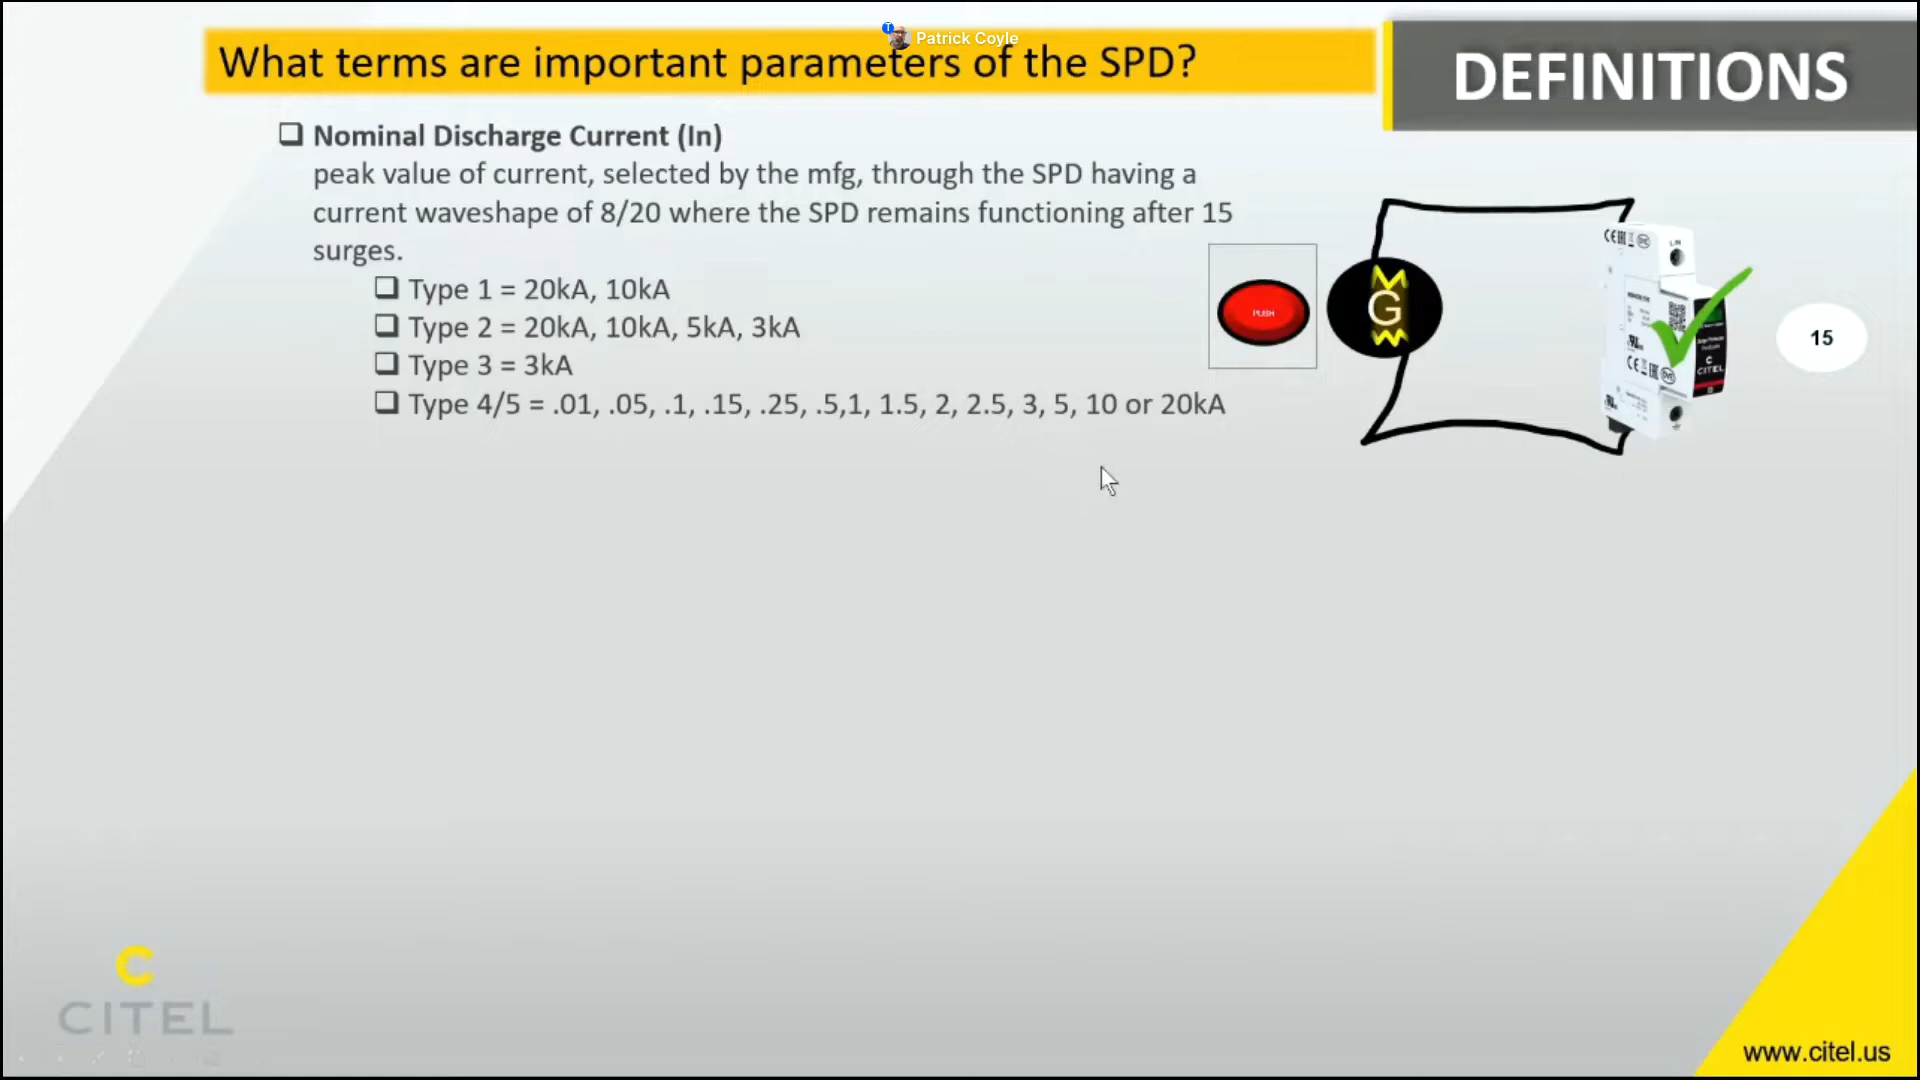 Patrick Coyle
What terms are important parameters of the SPD?
DEFINITIONS
Nominal Discharge Current (In)
peak value of current, selected by the mfg, through the SPD having a
current waveshape of 8/20 where the SPD remains functioning after 15
surges.
Type 1 = 20kA, 10kA
Type 2 = 20kA, 10kA, 5kA, 3kA
Type 3 = 3kA
Type 4/5 = .01, .05, .1, .15, .25, .5,1, 1.5, 2, 2.5, 3, 5, 10 or 20kA
PUSH
G
L/N
C
CITEL
15
C
CITEL
www.citel.us